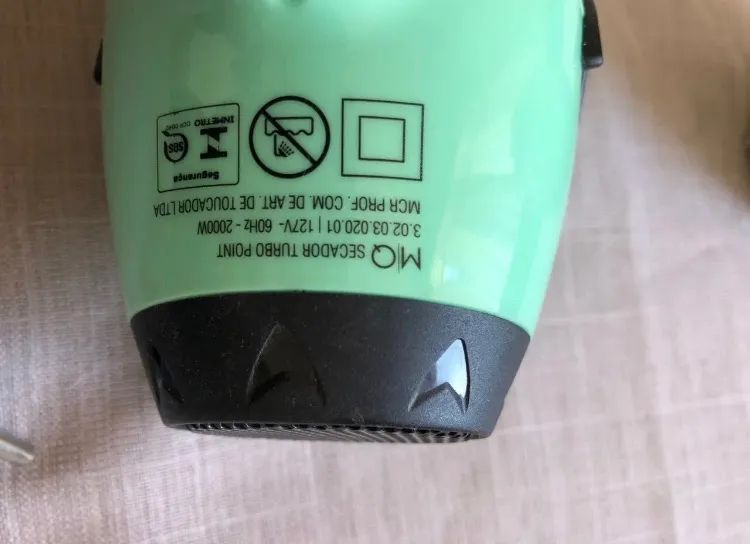 MQ SECADOR TURBO POINT
3.02.03.020.01 | 127V- 60Hz - 2000W
MCR PROF. COM. DE ART. DE TOUCADOR LTDA
Segurança
SGS
INMETRO